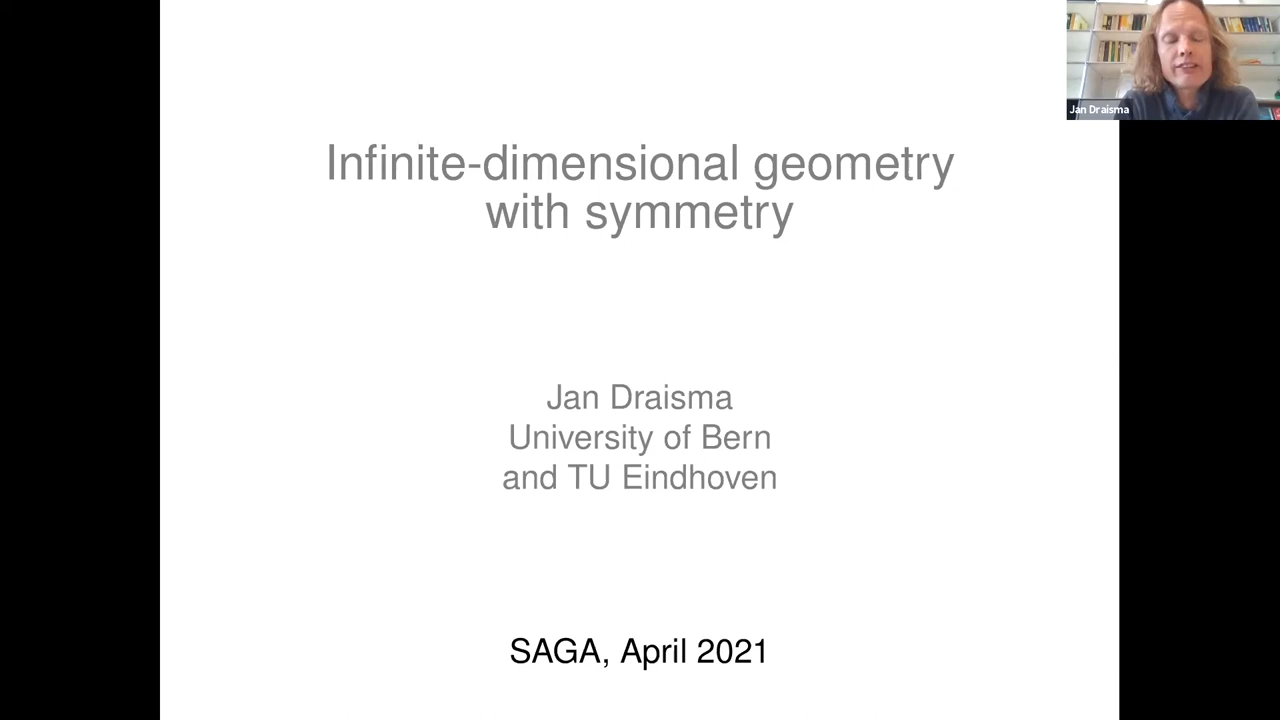 Jan Draisma
Infinite-dimensional geometry
with symmetry
Jan Draisma
University of Bern
and TU Eindhoven
SAGA, April 2021